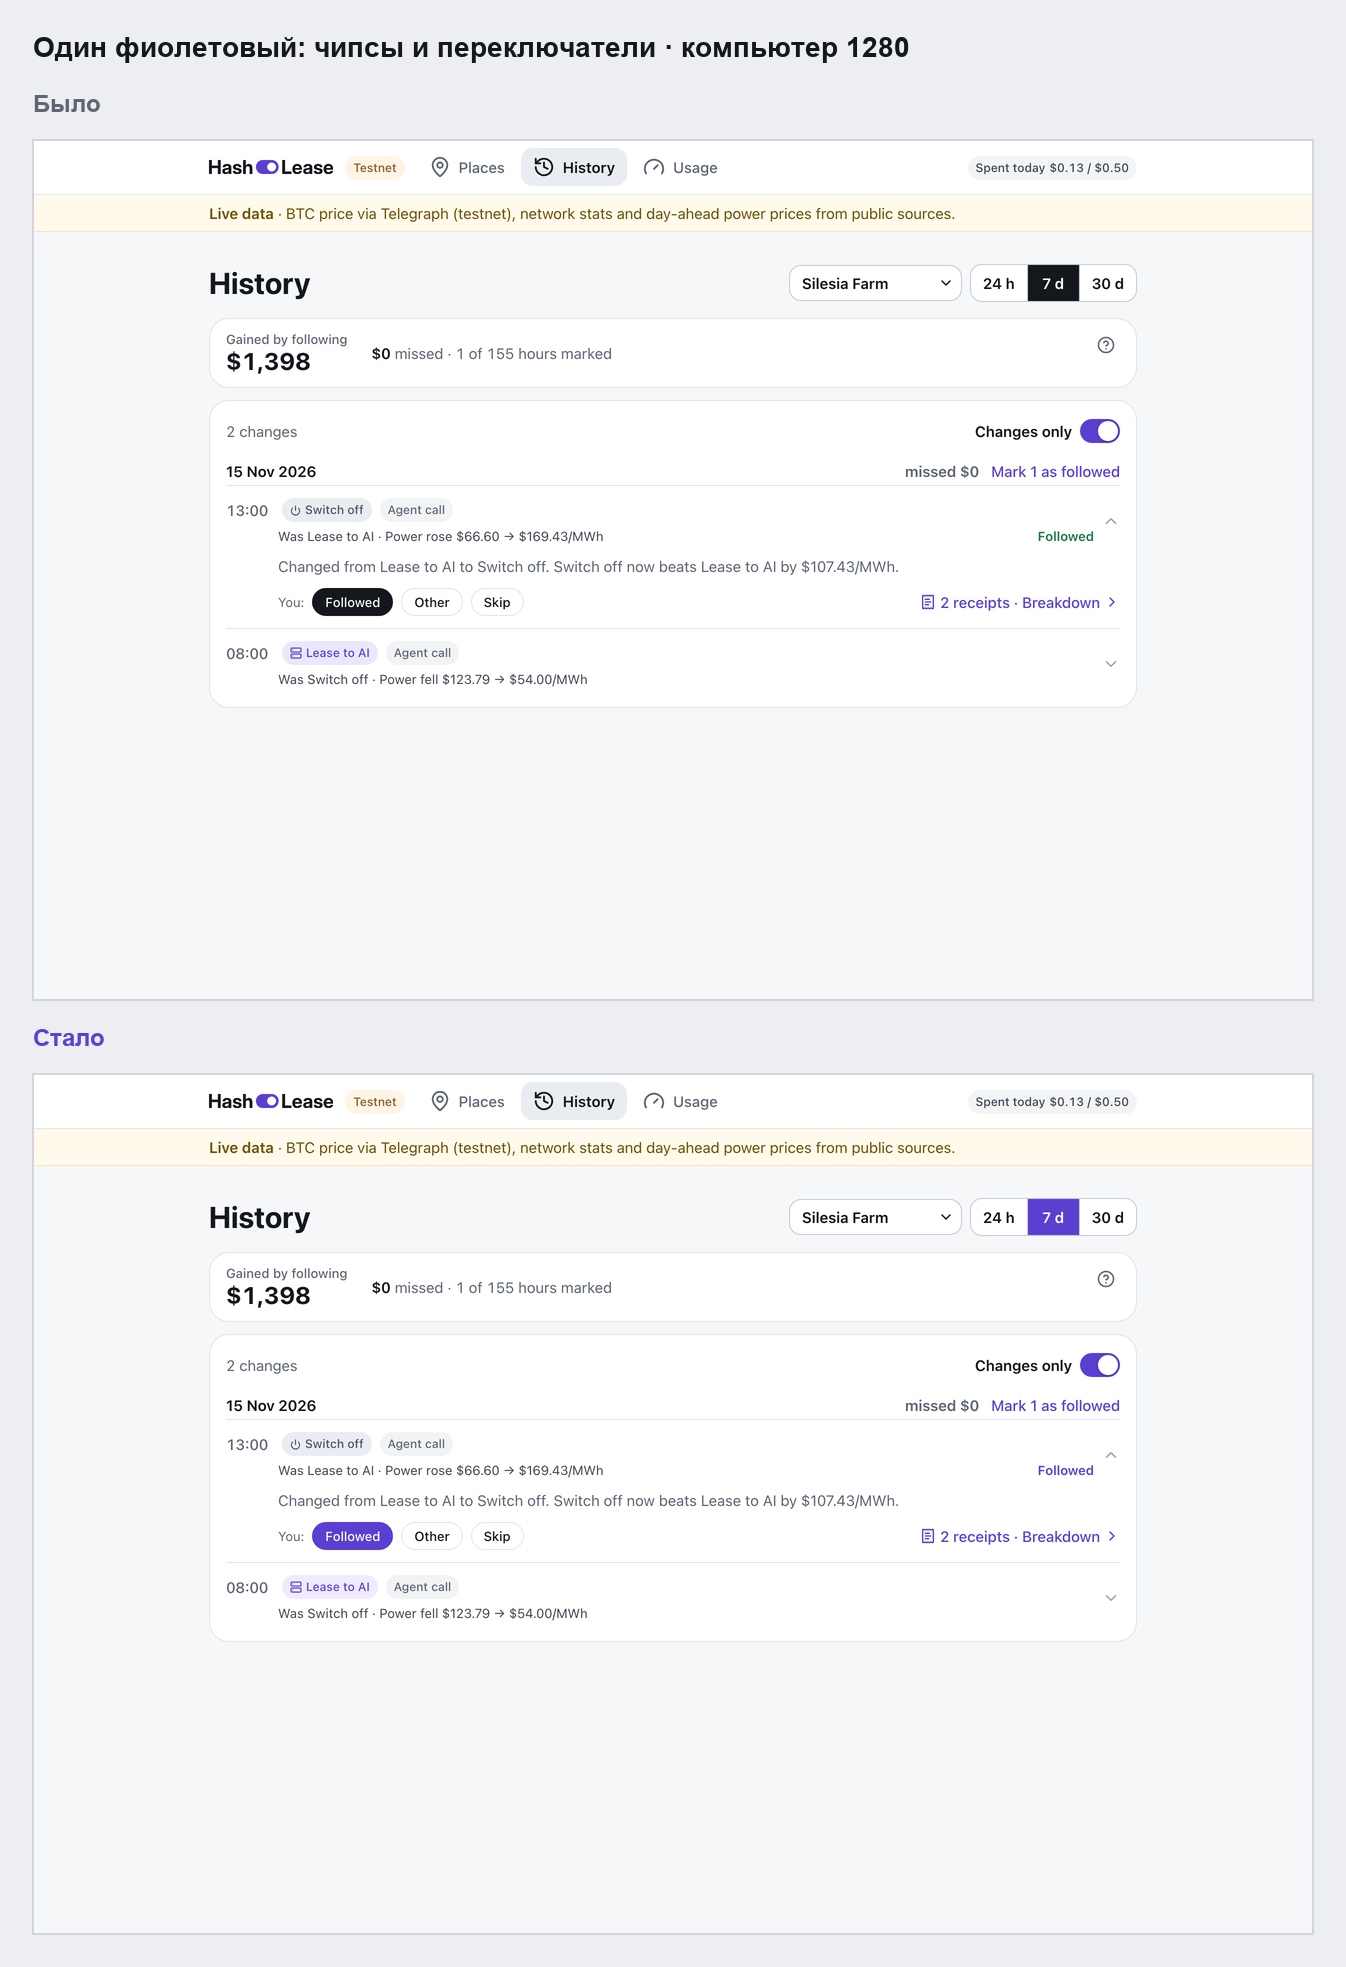 Один фиолетовый: чипсы и переключатели · компьютер 1280
Было
Hash Lease Testnet Places History Usage Spent today $0.13 / $0.50
Live data · BTC price via Telegraph (testnet), network stats and day-ahead power prices from public sources.
History Silesia Farm 24 h 7 d 30 d
Gained by following
$1,398 $0 missed · 1 of 155 hours marked
2 changes Changes only
15 Nov 2026 missed $0 Mark 1 as followed
13:00 Switch off Agent call
Was Lease to AI · Power rose $66.60 → $169.43/MWh Followed
Changed from Lease to AI to Switch off. Switch off now beats Lease to AI by $107.43/MWh.
You: Followed Other Skip 2 receipts · Breakdown
08:00 Lease to AI Agent call
Was Switch off · Power fell $123.79 → $54.00/MWh
Стало
Hash Lease Testnet Places History Usage Spent today $0.13 / $0.50
Live data · BTC price via Telegraph (testnet), network stats and day-ahead power prices from public sources.
History Silesia Farm 24 h 7 d 30 d
Gained by following
$1,398 $0 missed · 1 of 155 hours marked
2 changes Changes only
15 Nov 2026 missed $0 Mark 1 as followed
13:00 Switch off Agent call
Was Lease to AI · Power rose $66.60 → $169.43/MWh Followed
Changed from Lease to AI to Switch off. Switch off now beats Lease to AI by $107.43/MWh.
You: Followed Other Skip 2 receipts · Breakdown
08:00 Lease to AI Agent call
Was Switch off · Power fell $123.79 → $54.00/MWh